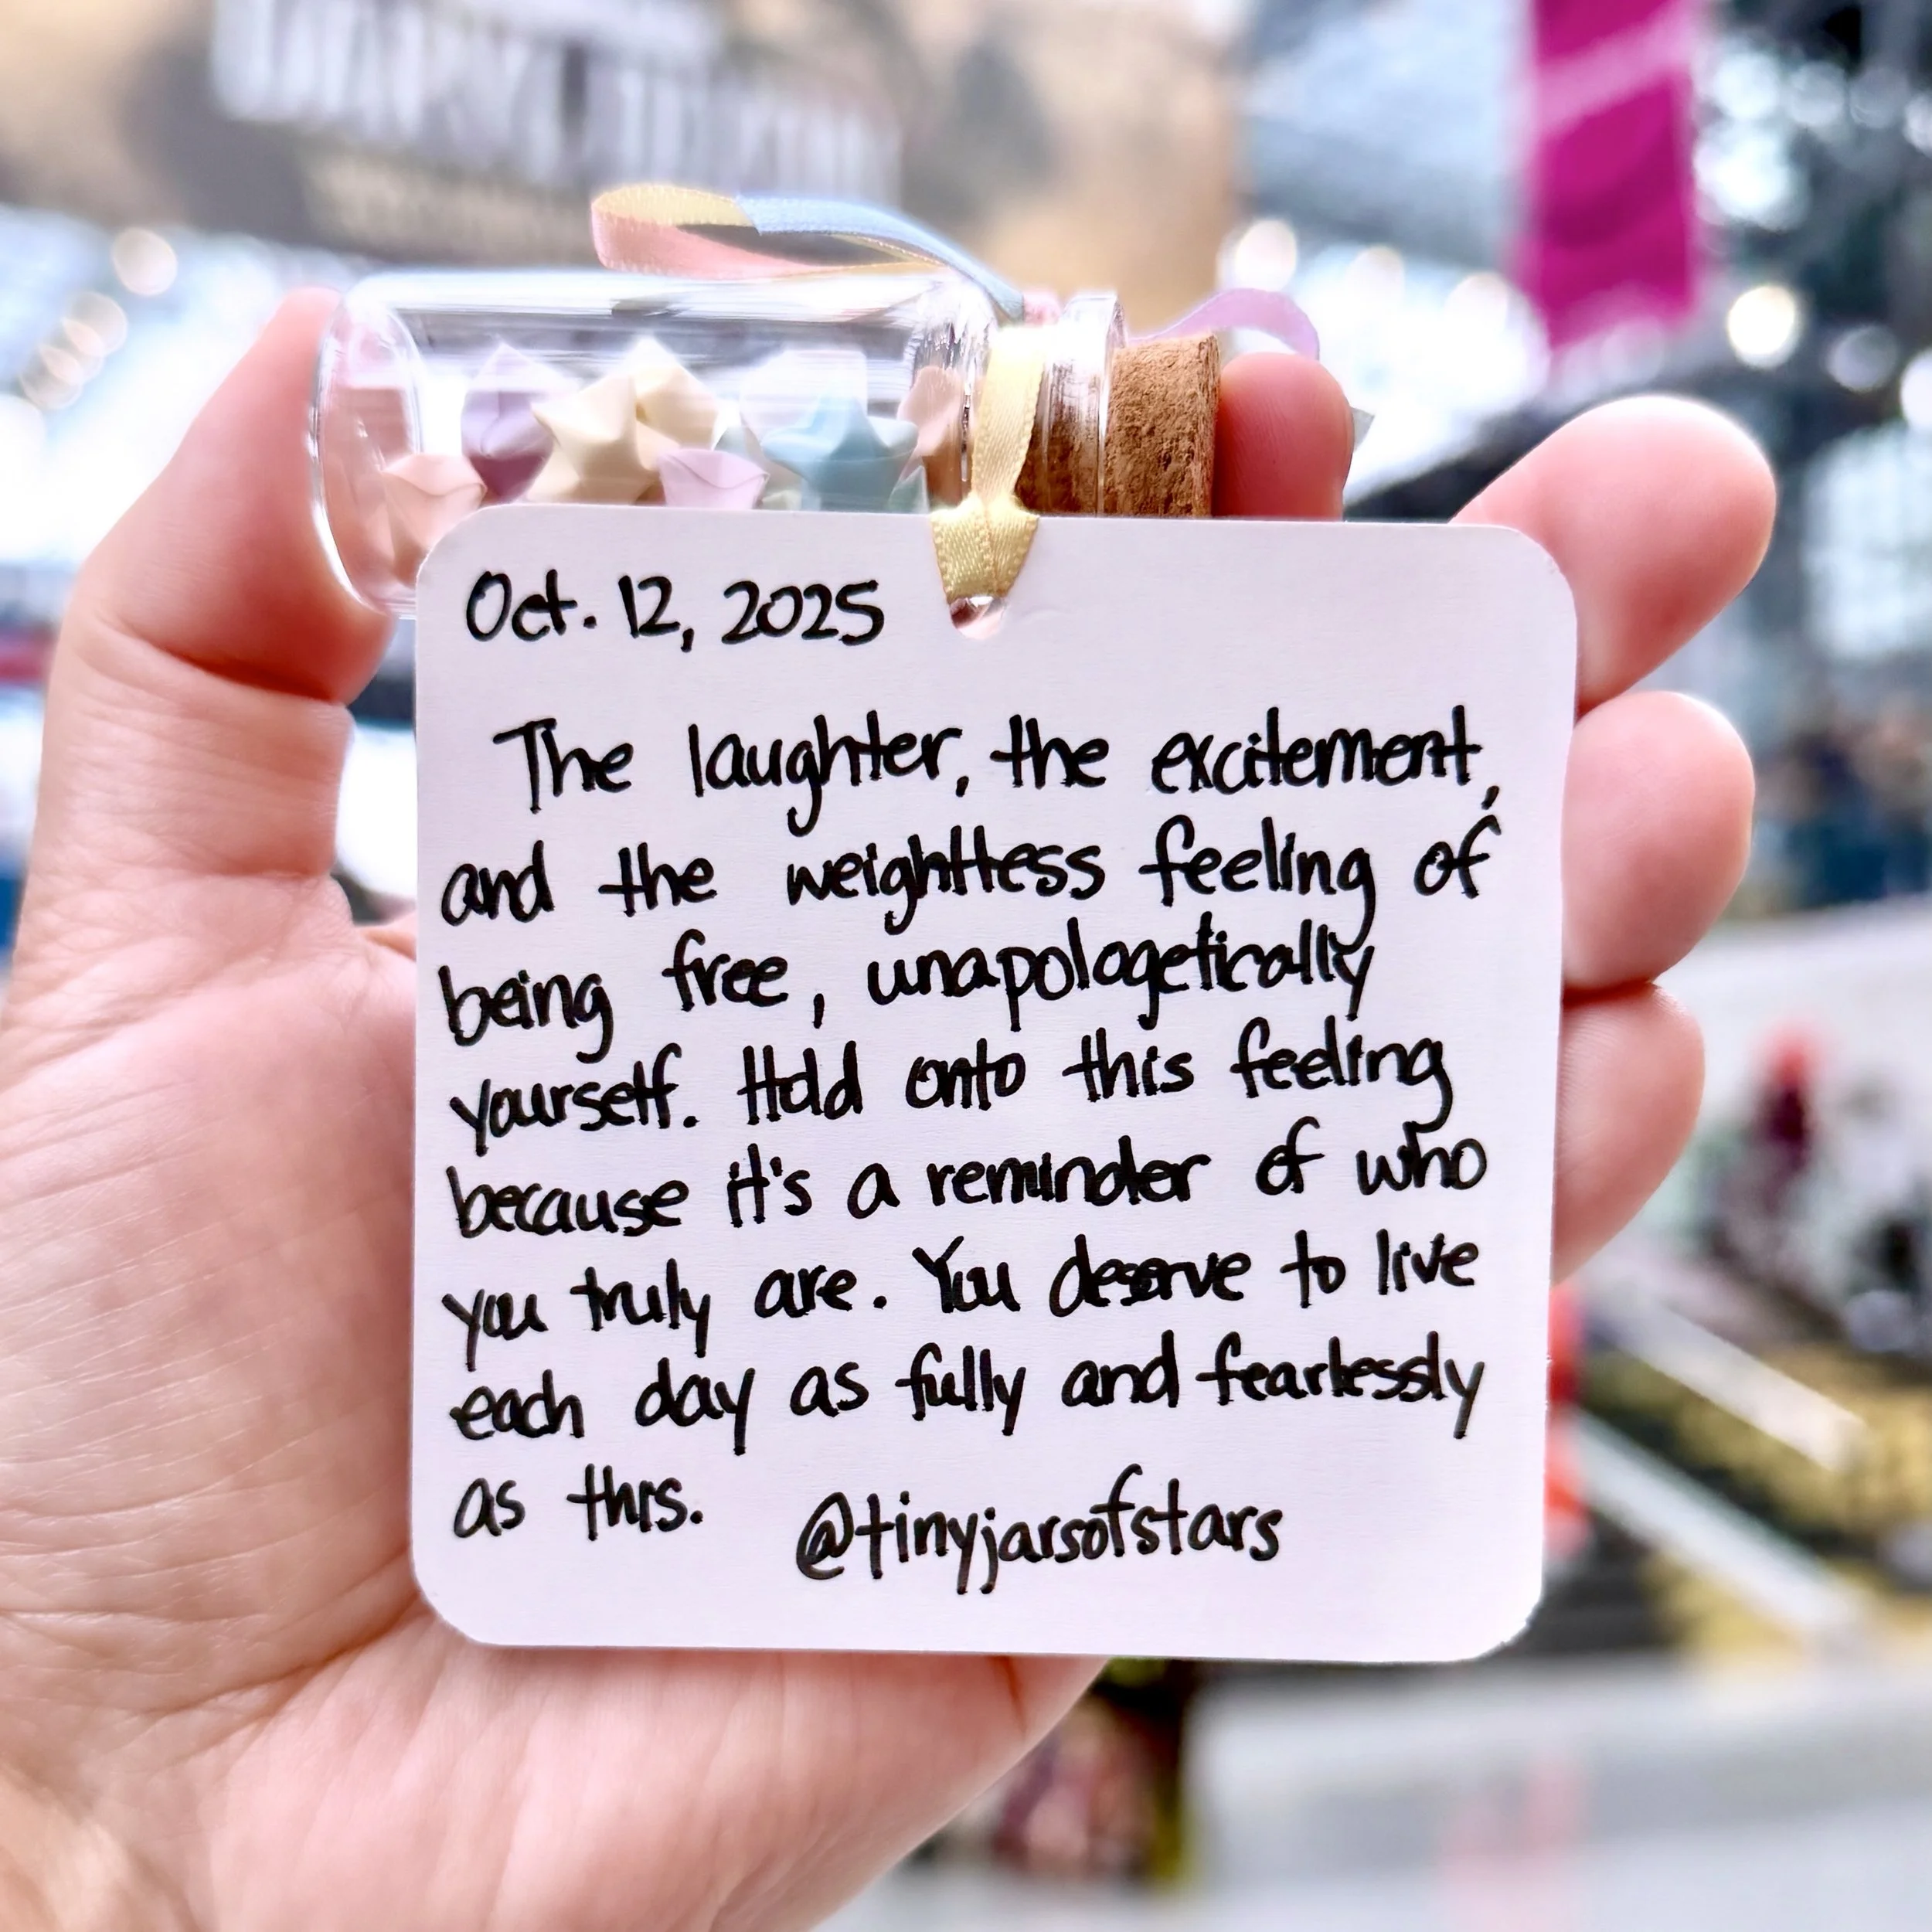 Oct. 12, 2025
The laughter, the excitement,
and the weightless feeling of
being free, unapologetically
yourself. Hold onto this feeling
because it's a reminder of who
you truly are. You deserve to live
each day as fully and fearlessly
as this.
@tinyjarsofstars